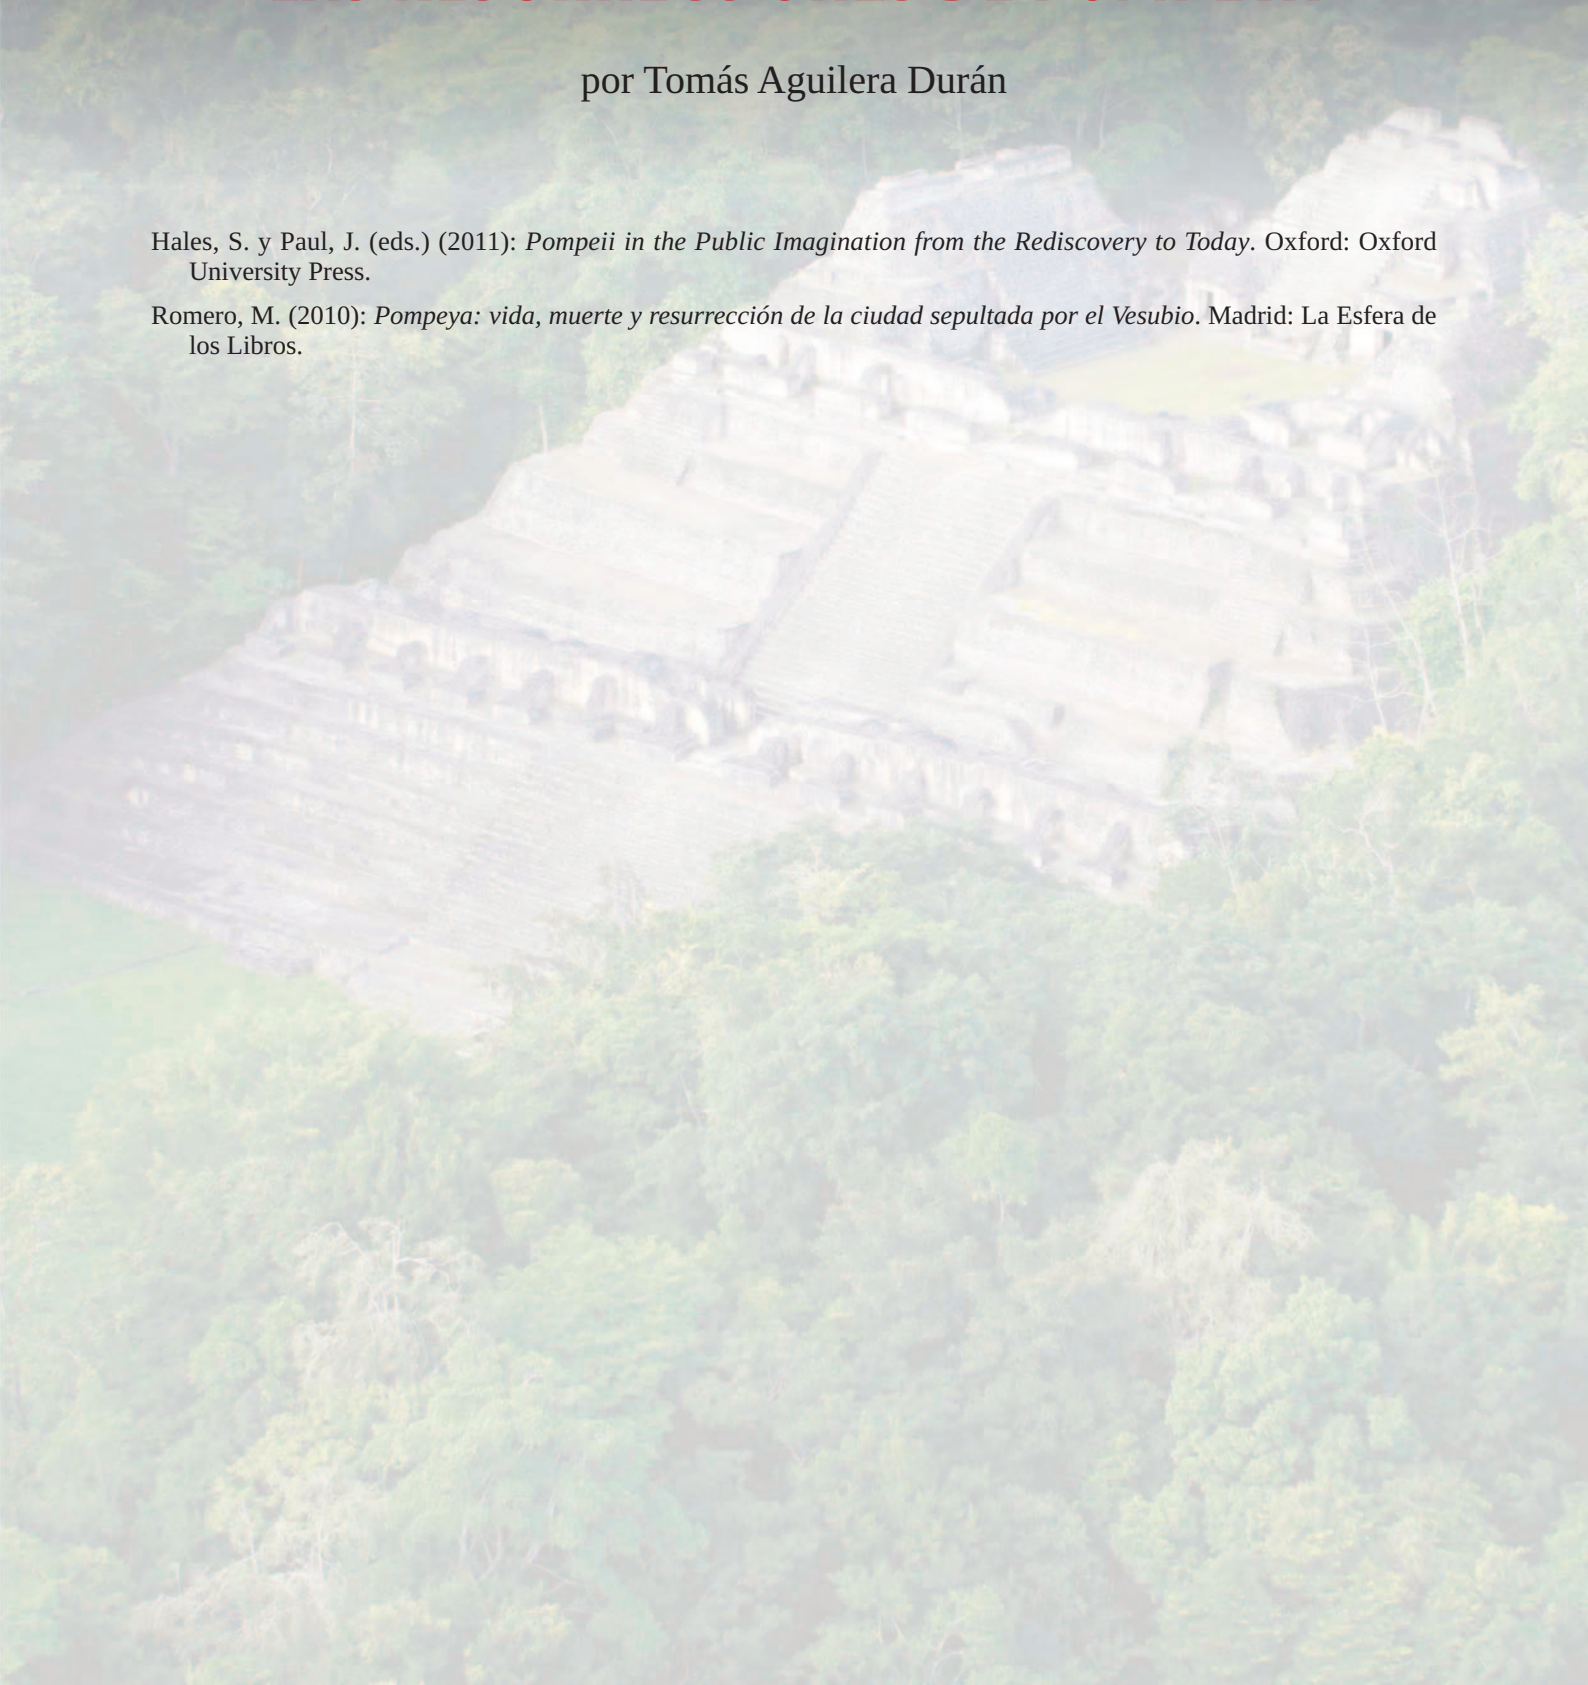 por Tomás Aguilera Durán
Hales, S. y Paul, J. (eds.) (2011): Pompeii in the Public Imagination from the Rediscovery to Today. Oxford: Oxford
University Press.
Romero, M. (2010): Pompeya: vida, muerte y resurrección de la ciudad sepultada por el Vesubio. Madrid: La Esfera de
los Libros.